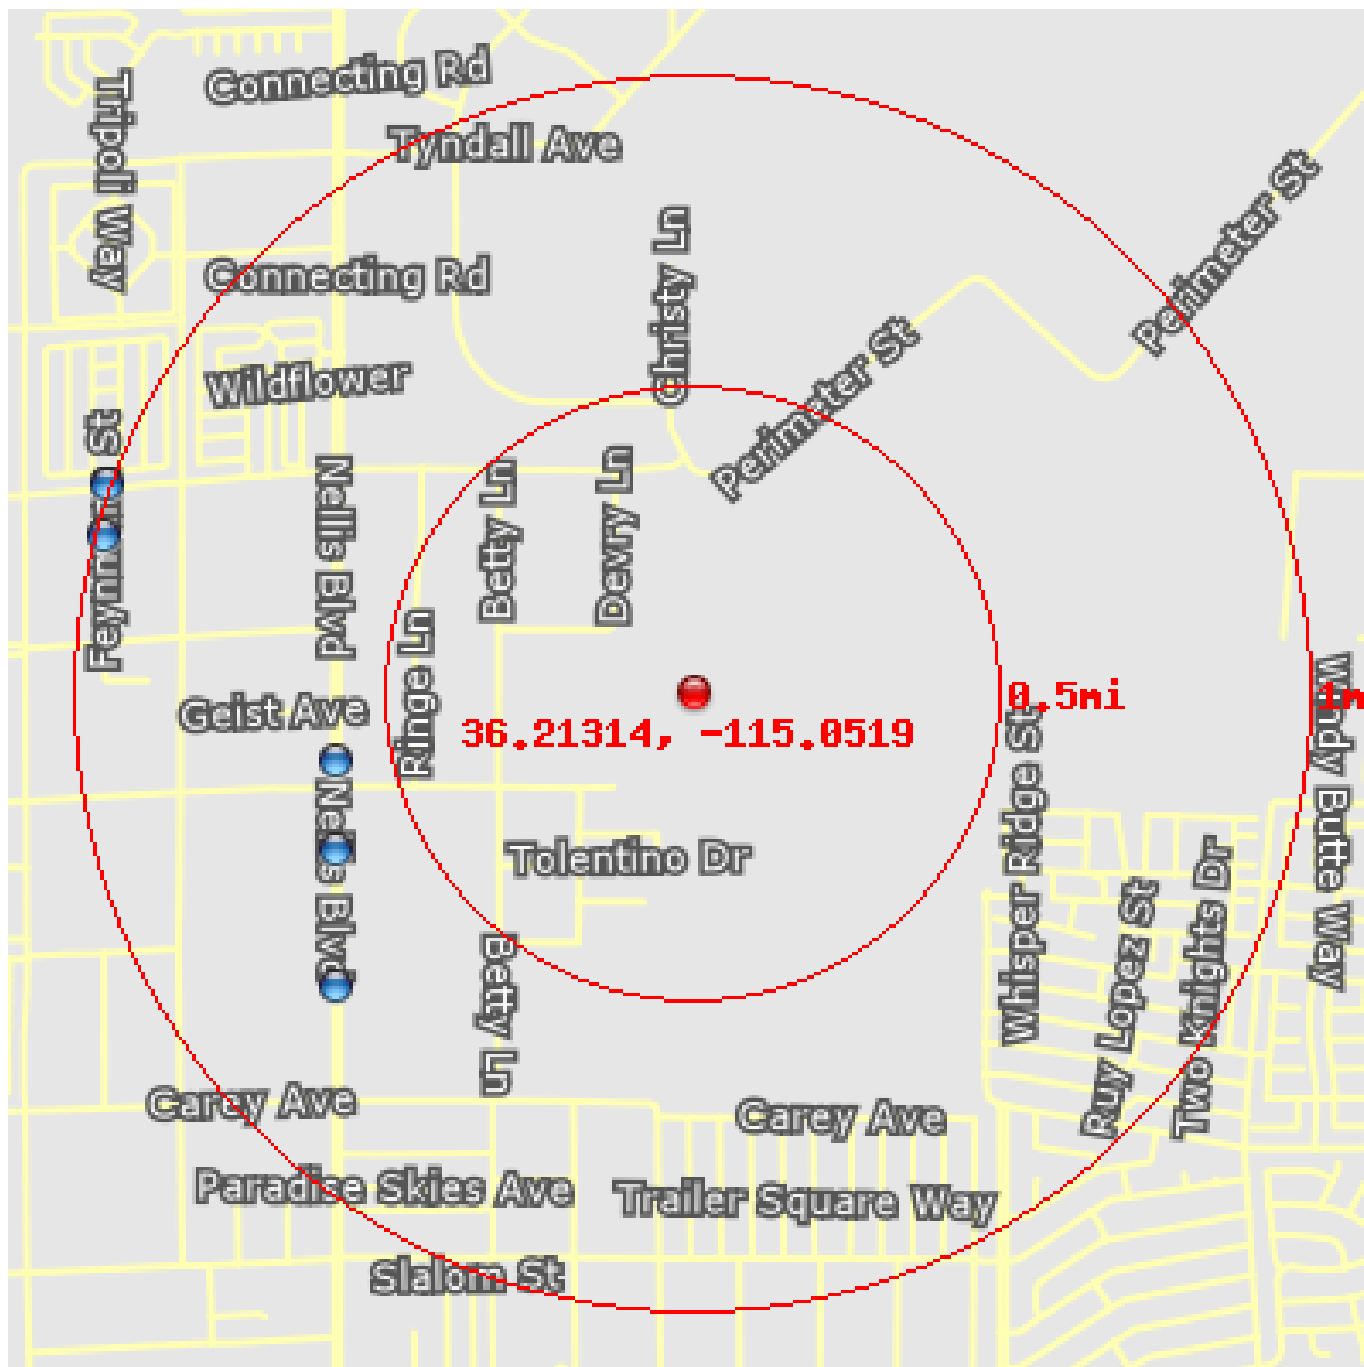 Connecting Rd
Tripoli Way
Tyndall Ave
Perimeter St
Christy Ln
Connecting Rd
Perimeter St
Wildflower
St
Nellis Blvd
Betty Ln
Devry Ln
Ringe Ln
Geist Ave
0.5mi
1m
36.21314, -115.0519
Whisper Ridge St
Butte Way
Tolentino Dr
Blvd
Ruy Lopez St
Two Knights Dr
Betty Ln
Carey Ave
Carey Ave
Paradise Skies Ave
Trailer Square Way
Slalom St